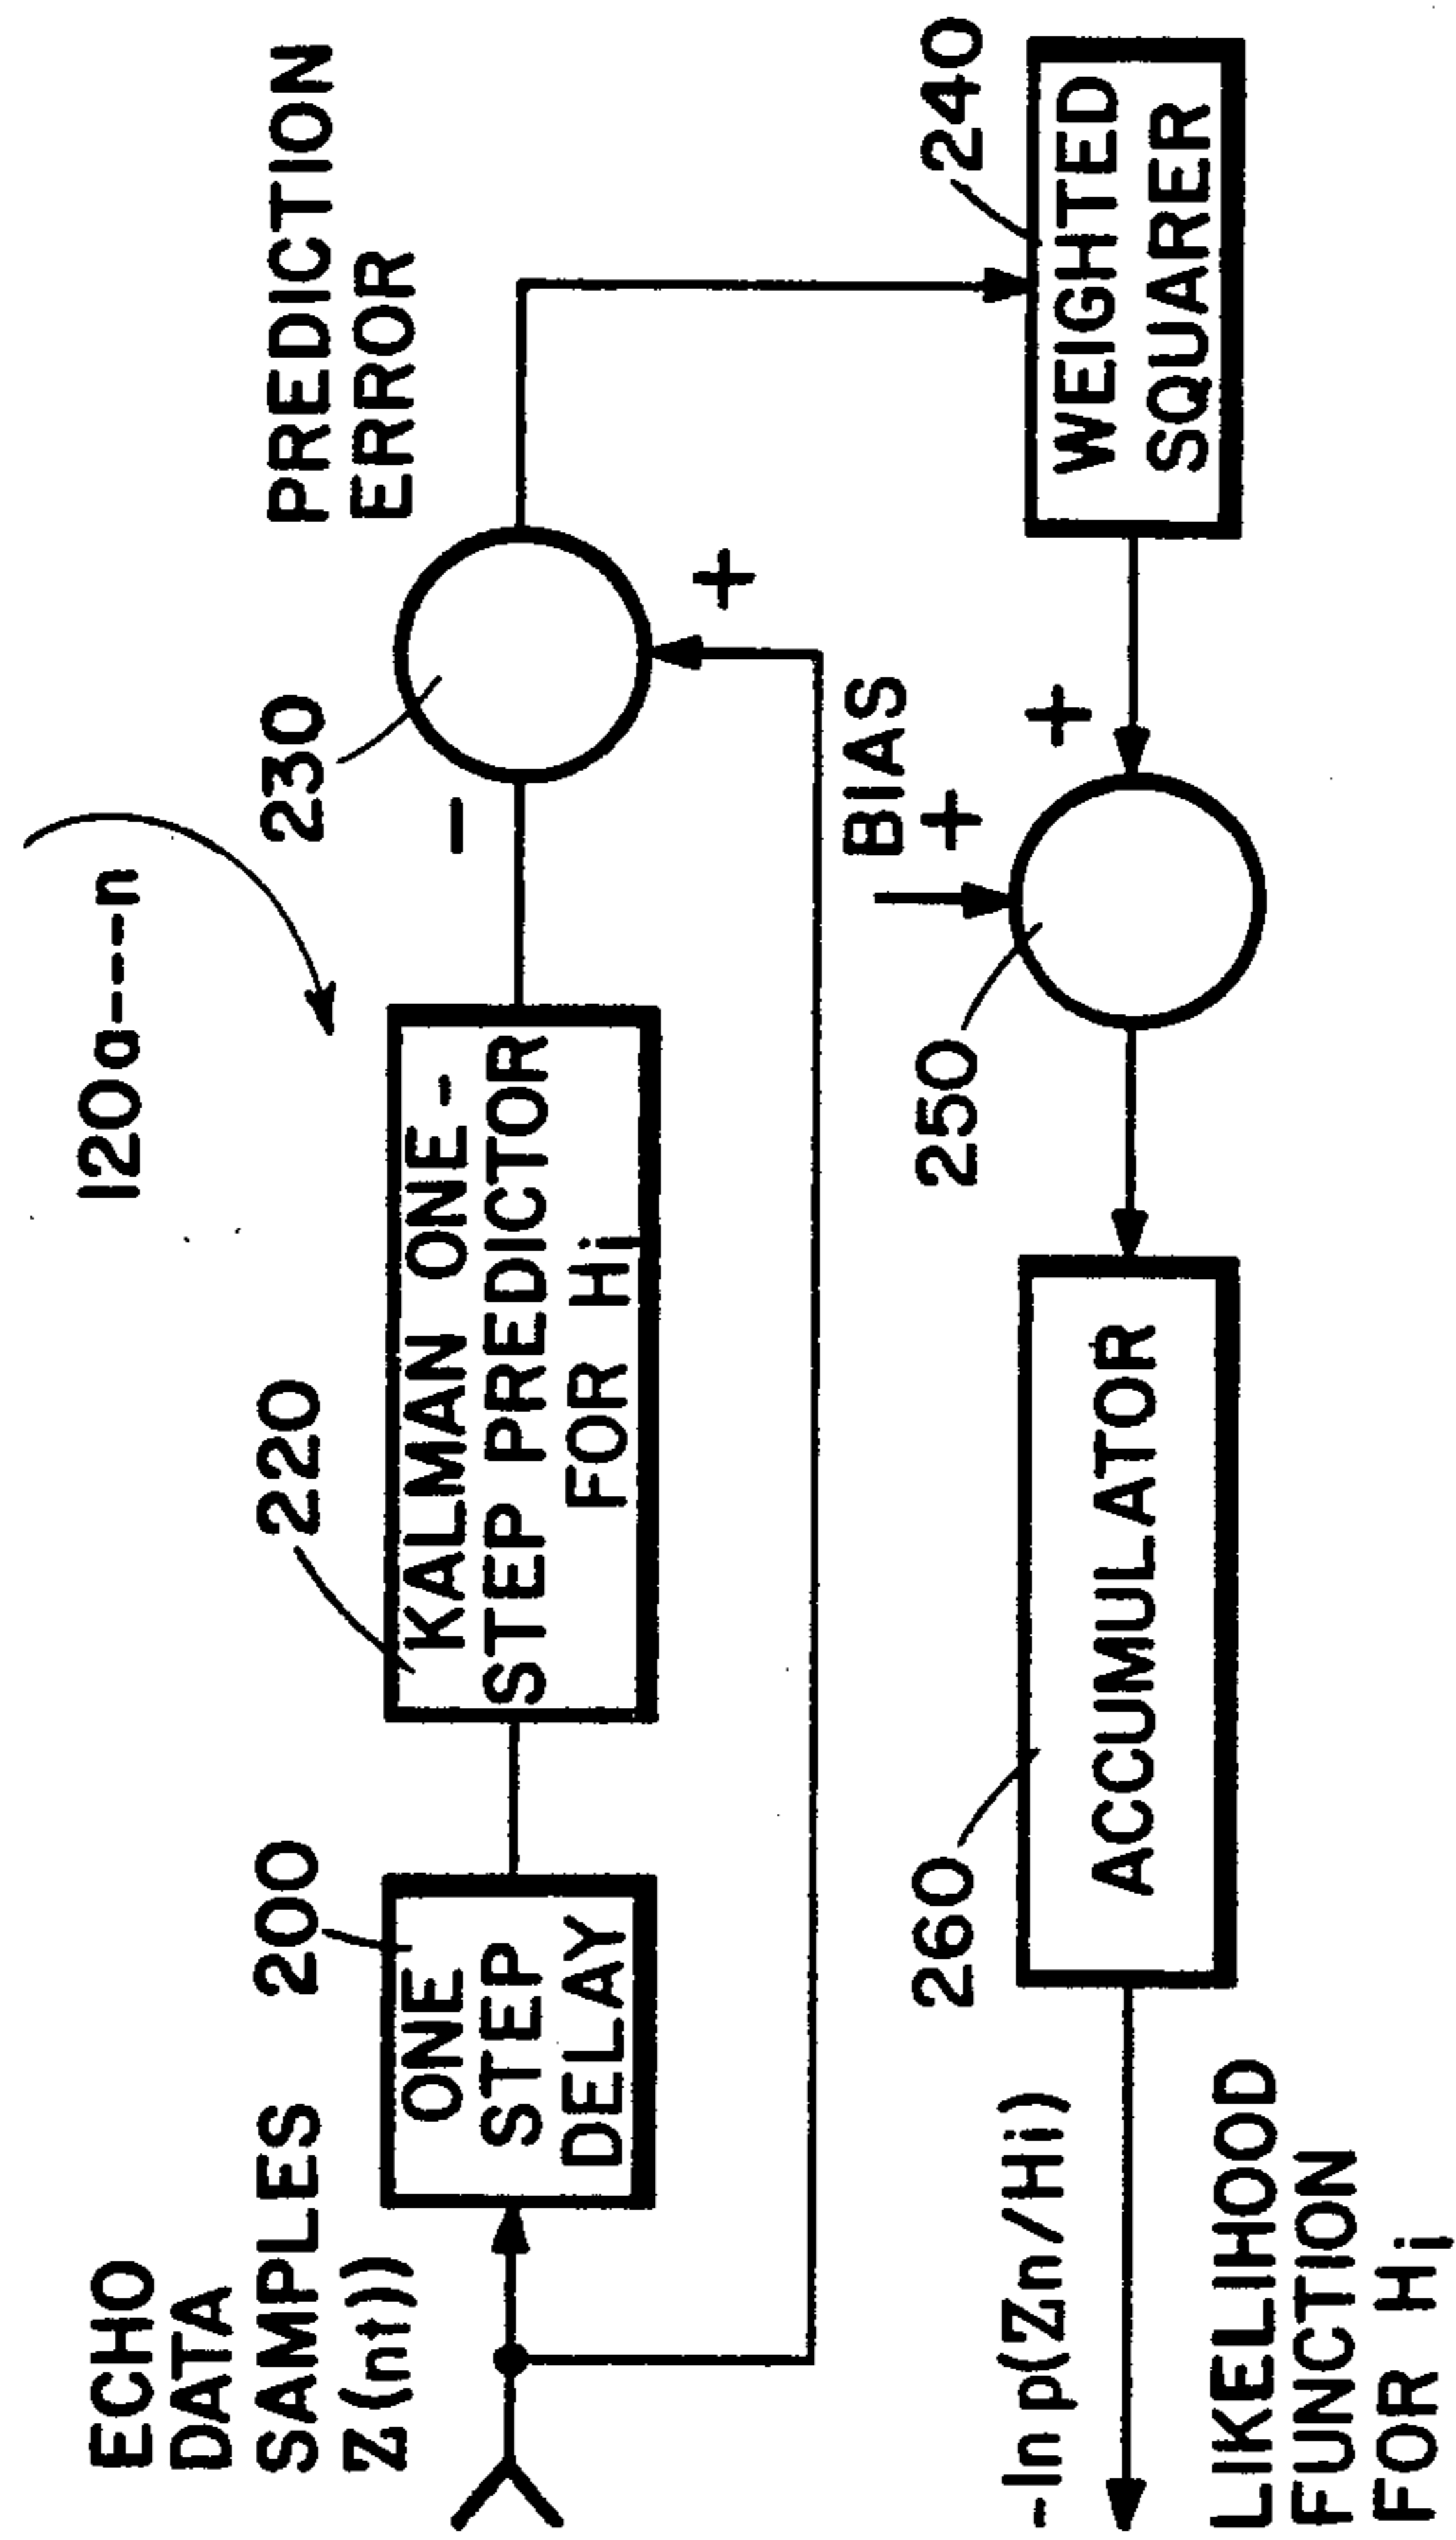 120a---n
ECHO
DATA
SAMPLES
Z(nt))
200
ONE
STEP
DELAY
220
KALMAN ONE-
STEP PREDICTOR
FOR Hi
230
-
+
PREDICTION
ERROR
BIAS
+
+
240
WEIGHTED
SQUARER
250
260
ACCUMULATOR
-ln p(Zn/Hi)
LIKELIHOOD
FUNCTION
FOR Hi